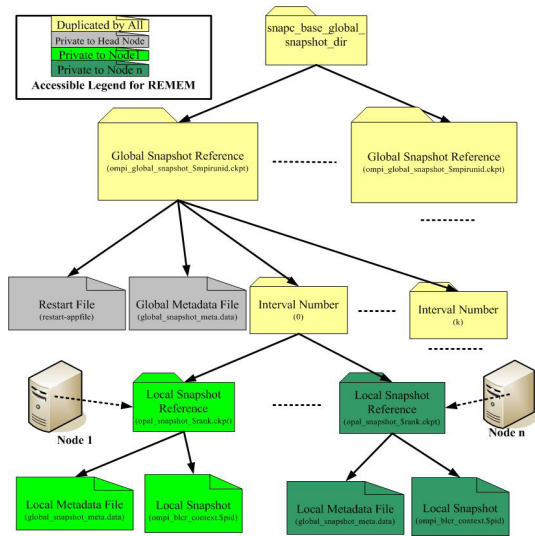 Duplicated by All
Private to Head Node
Private to Node1
Private to Node n
Accessible Legend for REMEM
snapc_base_global_
snapshot_dir
Global Snapshot Reference
(ompi_global_snapshot_$mpirunid.ckpt)
Global Snapshot Reference
(ompi_global_snapshot_$mpirunid.ckpt)
Restart File
(restart-appfile)
Global Metadata File
(global_snapshot_meta.data)
Interval Number
(0)
Interval Number
(k)
Node 1
Local Snapshot
Reference
(opal_snapshot_$rank.ckpt)
Local Snapshot
Reference
(opal_snapshot_$rank.ckpt)
Node n
Local Metadata File
(global_snapshot_meta.data)
Local Snapshot
(ompi_blcr_context.$pid)
Local Metadata File
(global_snapshot_meta.data)
Local Snapshot
(ompi_blcr_context.$pid)